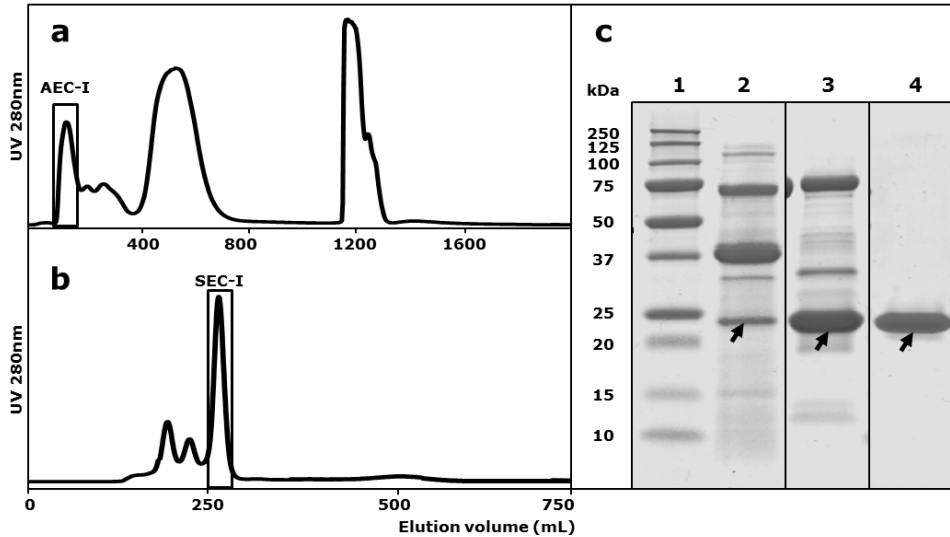 a
AEC-I
UV 280nm
400 800 1200 1600
b
SEC-I
UV 280nm
0 250 500 750
Elution volume (mL)
c
kDa 1 2 3 4
250
125
100
75
50
37
25
20
15
10